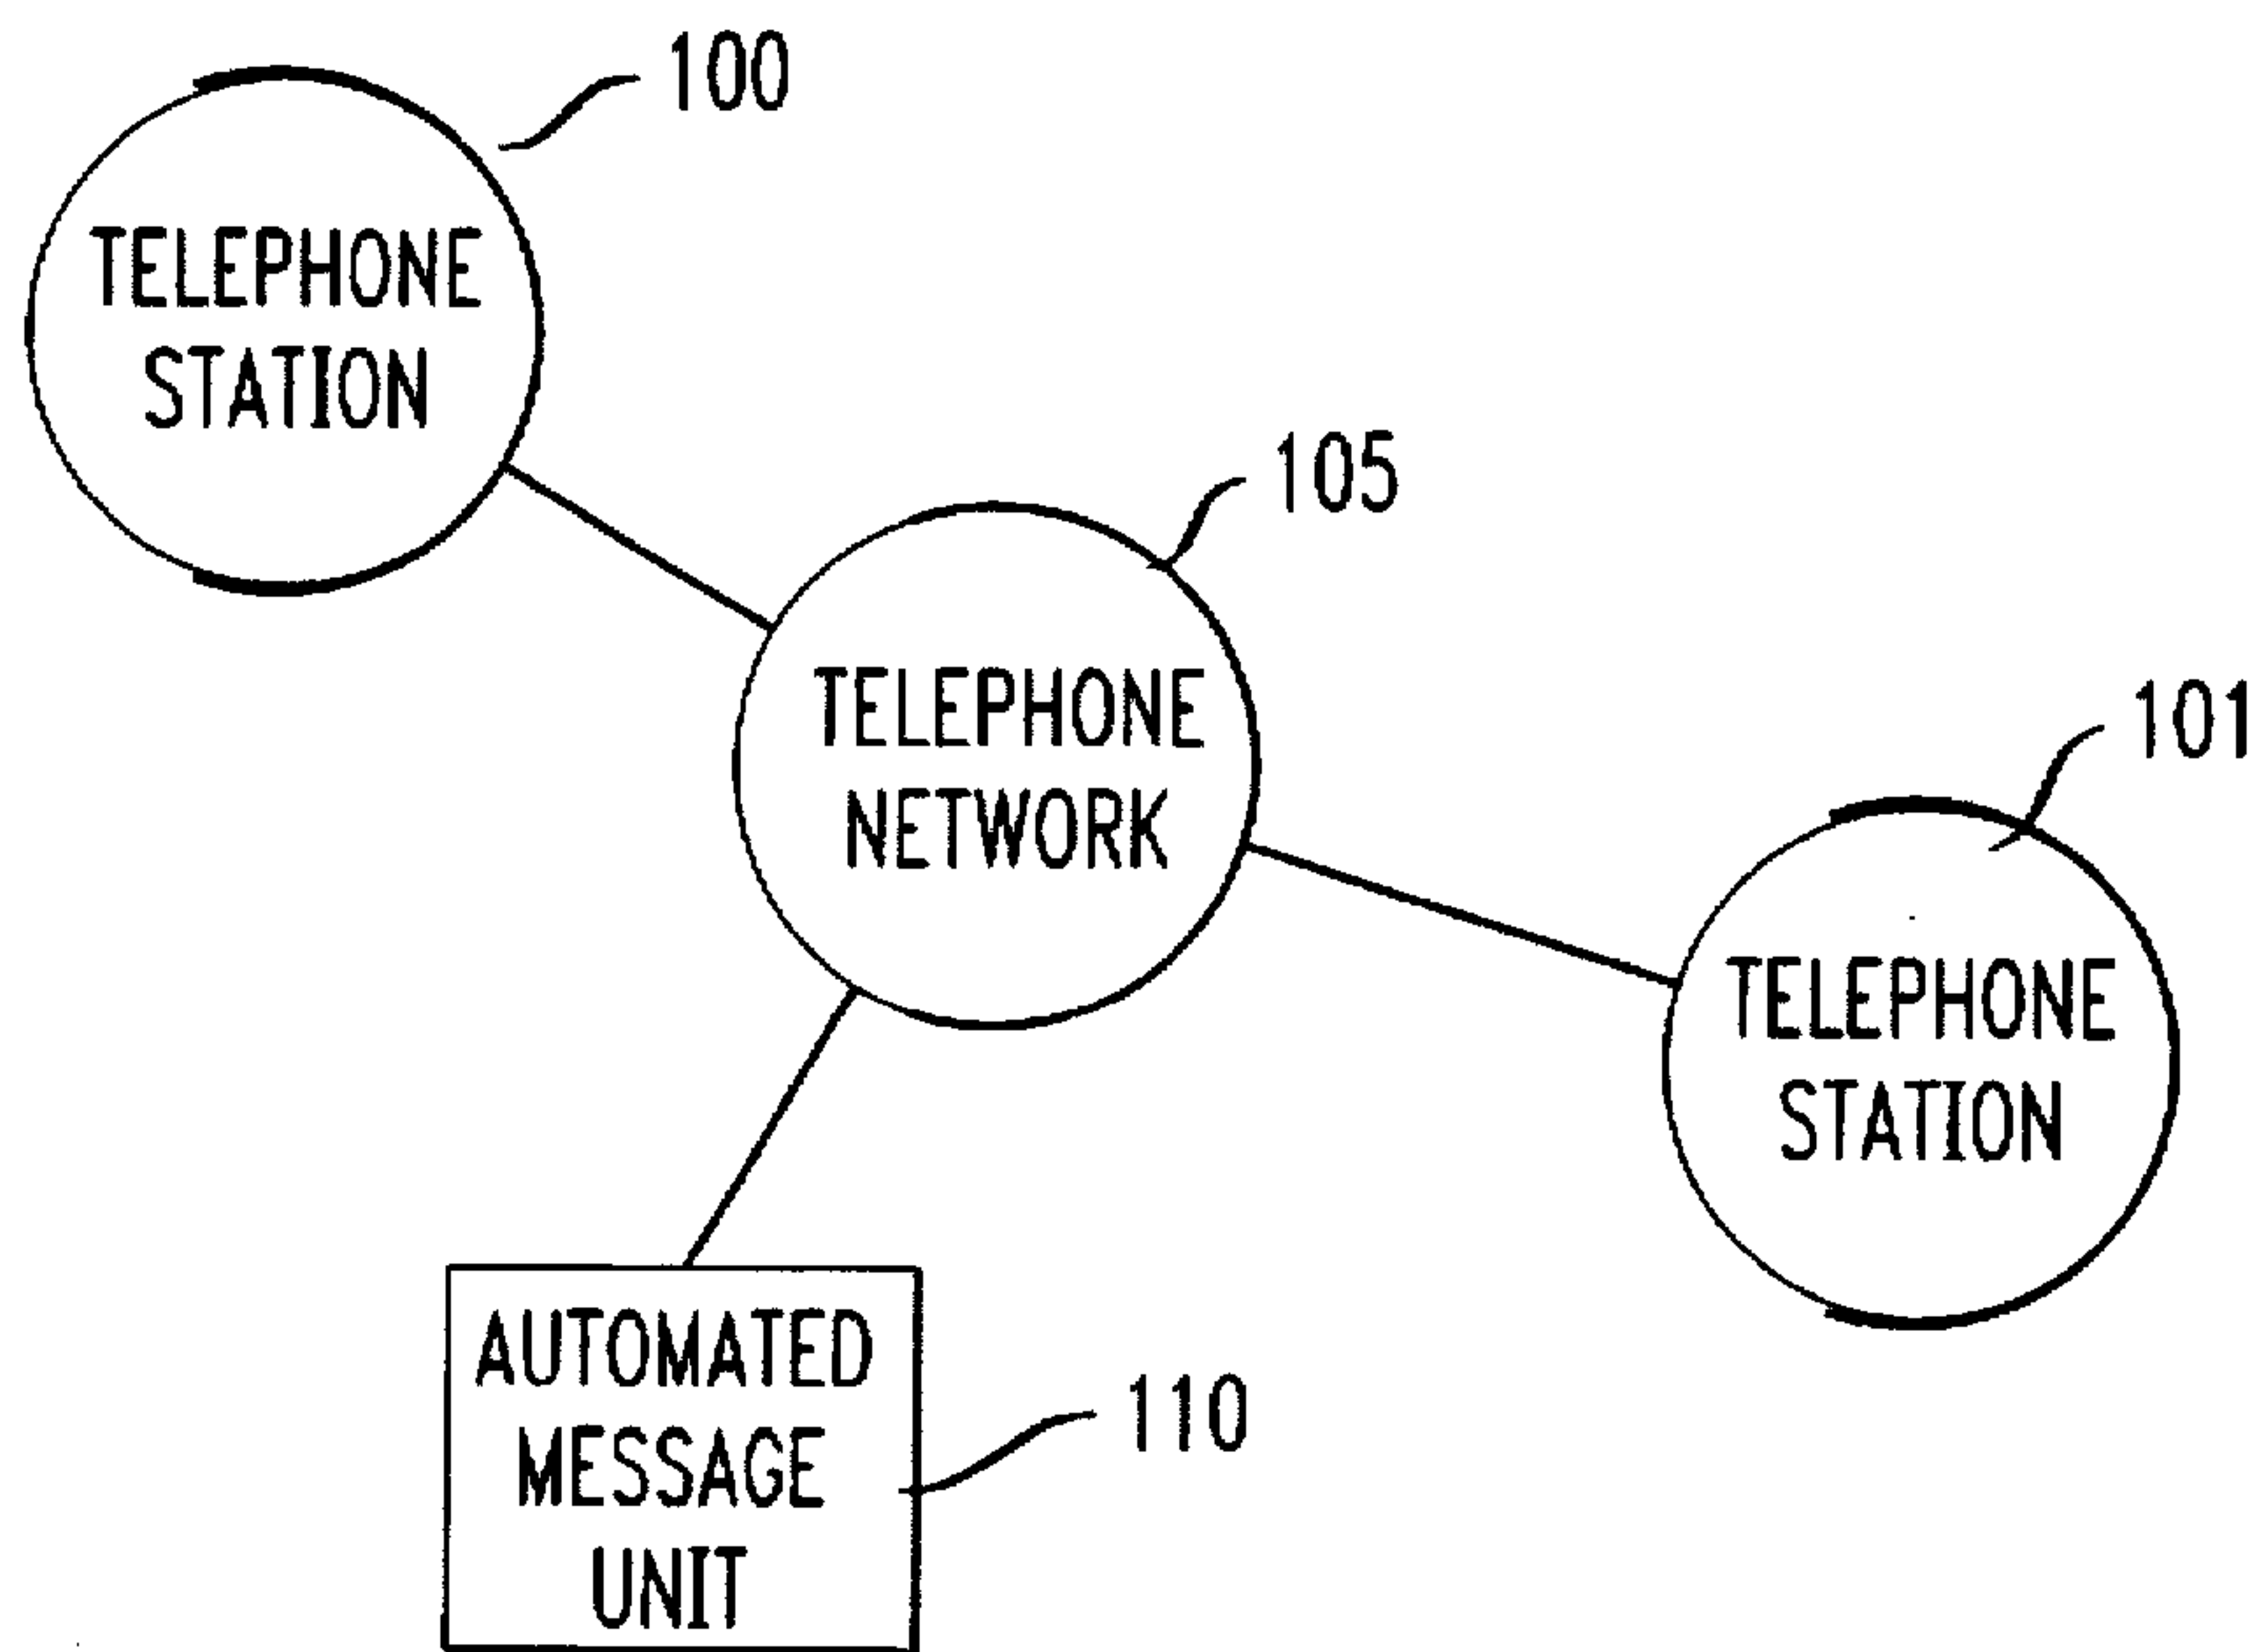 100
TELEPHONE
STATION
105
TELEPHONE
NETWORK
101
TELEPHONE
STATION
AUTOMATED
MESSAGE
UNIT
110